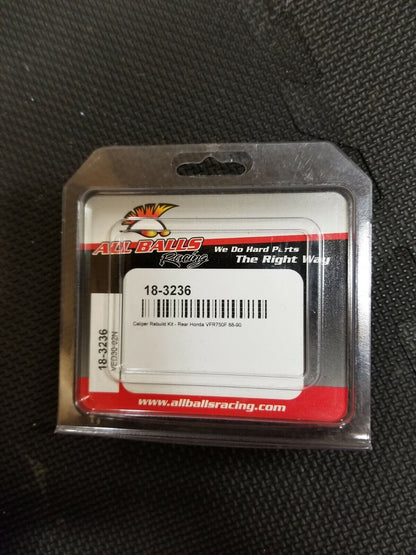 ALL BALLS
Racing
We Do Hard Parts
The Right Way
18-3236
Caliper Rebuild Kit - Rear Honda VFR750F 88-90
18-3236
www.allballsracing.com